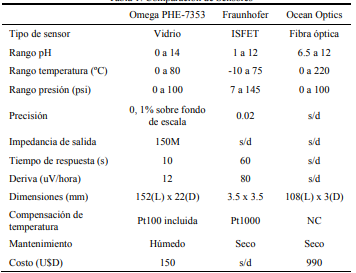 Omega PHE-7353 Fraunhofer Ocean Optics
Tipo de sensor Vidrio ISFET Fibra óptica
Rango pH 0 a 14 1 a 12 6.5 a 12
Rango temperatura (ºC) 0 a 80 -10 a 75 0 a 220
Rango presión (psi) 0 a 100 7 a 145 0 a 100
Precisión 0, 1% sobre fondo de escala 0.02 s/d
Impedancia de salida 150M s/d s/d
Tiempo de respuesta (s) 10 60 s/d
Deriva (uV/hora) 12 80 s/d
Dimensiones (mm) 152(L) x 22(D) 3.5 x 3.5 108(L) x 3(D)
Compensación de temperatura Pt100 incluida Pt1000 NC
Mantenimiento Húmedo Seco Seco
Costo (U$D) 150 s/d 990